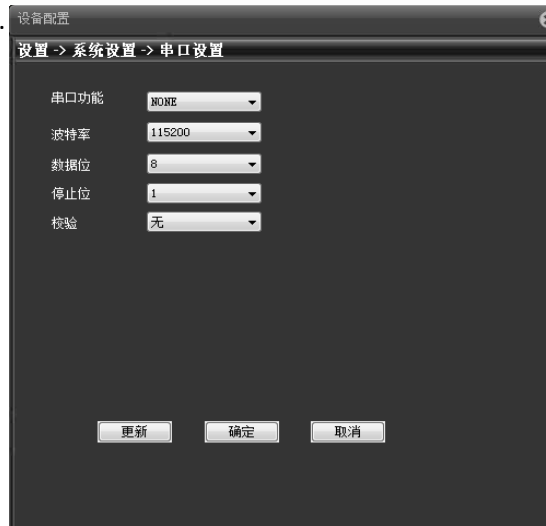 设备配置
设置 -> 系统设置 -> 串口设置
串口功能 NONE
波特率 115200
数据位 8
停止位 1
校验 无
更新 确定 取消